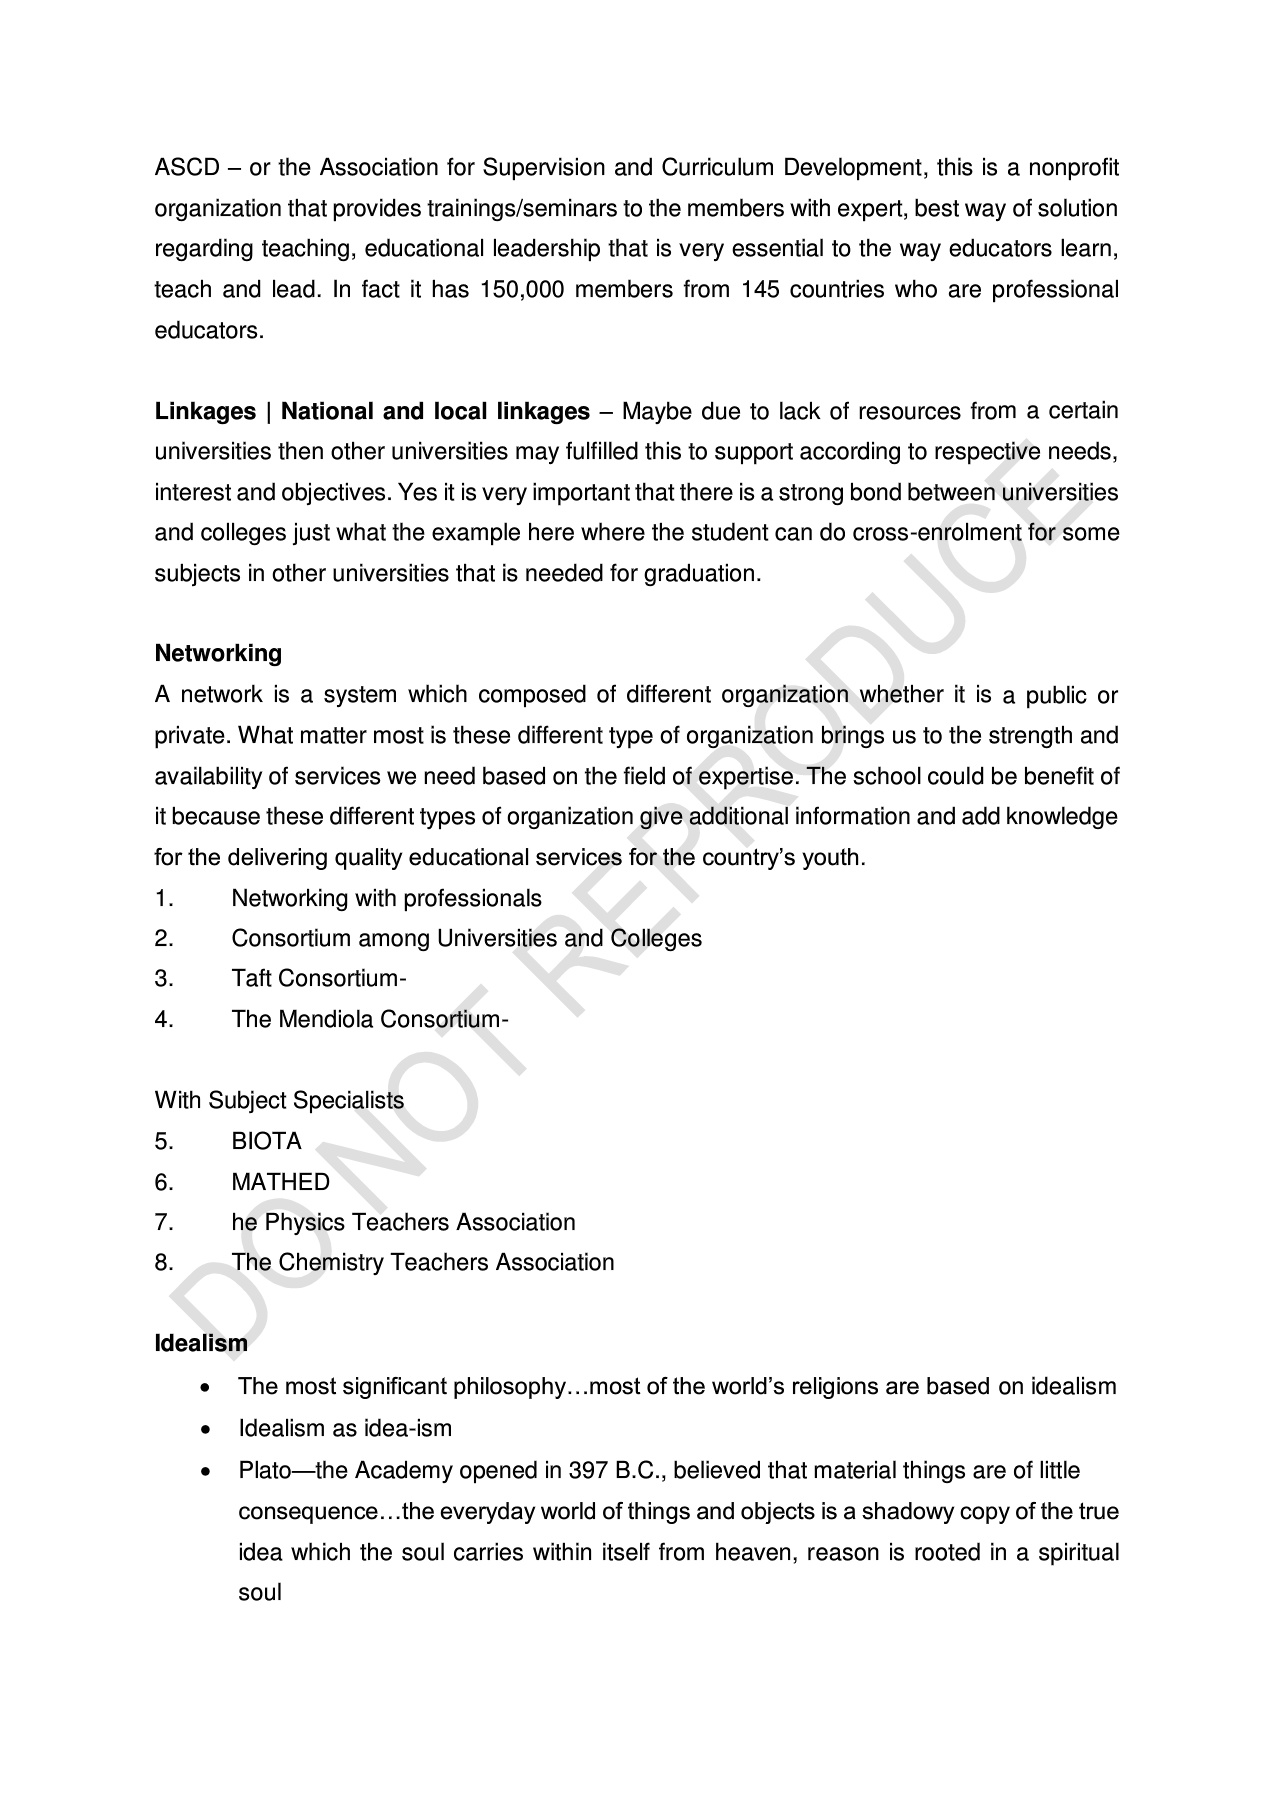 ASCD – or the Association for Supervision and Curriculum Development, this is a nonprofit
organization that provides trainings/seminars to the members with expert, best way of solution
regarding teaching, educational leadership that is very essential to the way educators learn,
teach and lead. In fact it has 150,000 members from 145 countries who are professional
educators.
Linkages | National and local linkages – Maybe due to lack of resources from a certain
universities then other universities may fulfilled this to support according to respective needs,
interest and objectives. Yes it is very important that there is a strong bond between universities
and colleges just what the example here where the student can do cross-enrolment for some
subjects in other universities that is needed for graduation.
Networking
A network is a system which composed of different organization whether it is a public or
private. What matter most is these different type of organization brings us to the strength and
availability of services we need based on the field of expertise. The school could be benefit of
it because these different types of organization give additional information and add knowledge
for the delivering quality educational services for the country’s youth.
1. Networking with professionals
2. Consortium among Universities and Colleges
3. Taft Consortium-
4. The Mendiola Consortium-
With Subject Specialists
5. BIOTA
6. MATHED
7. he Physics Teachers Association
8. The Chemistry Teachers Association
Idealism
• The most significant philosophy…most of the world’s religions are based on idealism
• Idealism as idea-ism
• Plato—the Academy opened in 397 B.C., believed that material things are of little
consequence…the everyday world of things and objects is a shadowy copy of the true
idea which the soul carries within itself from heaven, reason is rooted in a spiritual
soul
DO NOT REPRODUCE